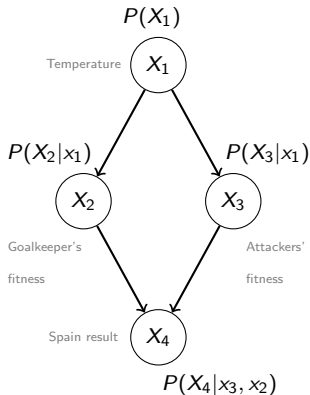 P(X₁)
Temperature
X₁
P(X₂|x₁)
P(X₃|x₁)
X₂
X₃
Goalkeeper's
fitness
Attackers'
fitness
Spain result
X₄
P(X₄|x₃, x₂)